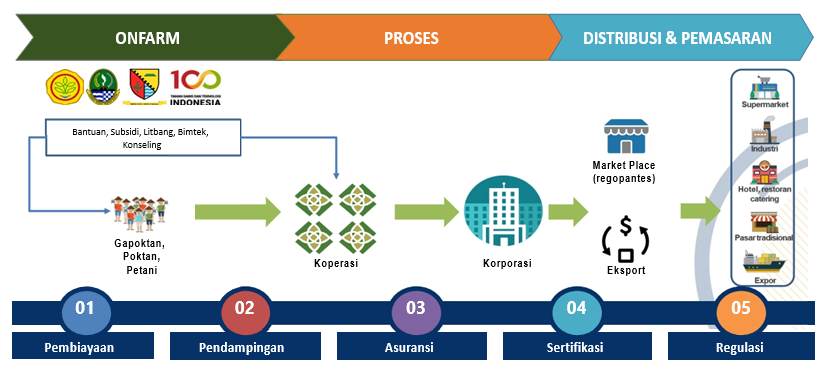 ONFARM
PROSES
DISTRIBUSI & PEMASARAN
100
INDONESIA
Bantuan, Subsidi, Litbang, Bimtek,
Konseling
Gapoktan,
Poktan,
Petani
Koperasi
Korporasi
Market Place
(regopantes)
$
Eksport
Supermarket
Industri
Hotel, restoran
catering
Pasar tradisional
Expor
01
02
03
04
05
Pembiayaan
Pendampingan
Asuransi
Sertifikasi
Regulasi